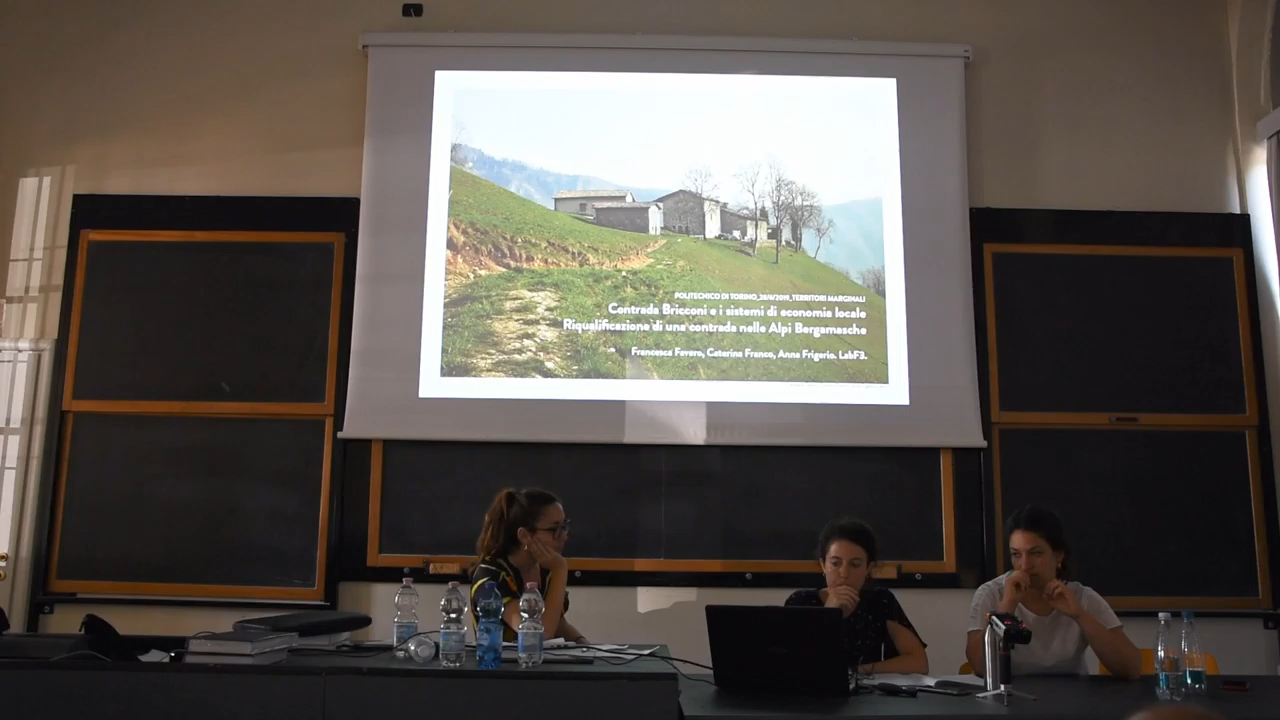 POLITECNICO DI TORINO_28/6/2019_TERRITORI MARGINALI
Contrada Bricconi e i sistemi di economia locale
Riqualificazione di una contrada nelle Alpi Bergamasche
Francesca Favero, Caterina Franco, Anna Frigerio. LabF3.